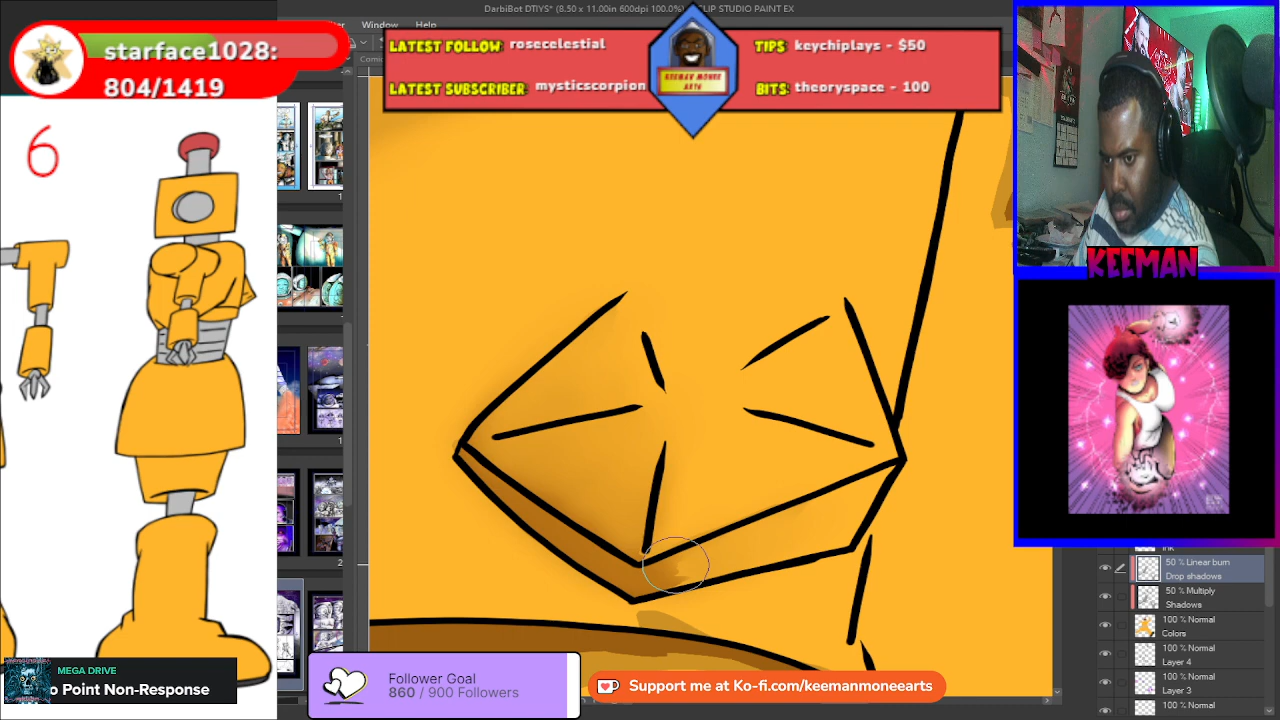 DarbiBot DTIYS* (8.50 x 11.00in 600dpi 100.0%)
CLIP STUDIO PAINT EX
Window Help
starface1028:
804/1419
LATEST FOLLOW: rosecelestial
LATEST SUBSCRIBER: mysticscorpion
KEEMAN MONEE
ARTS
TIPS: keychiplays - $50
BITS: theoryspace - 100
6
KEEMAN
50 % Linear burn
Drop shadows
50 % Multiply
Shadows
100 % Normal
Colors
100 % Normal
Layer 4
100 % Normal
Layer 3
100 % Normal
MEGA DRIVE
o Point Non-Response
Follower Goal
860 / 900 Followers
Support me at Ko-fi.com/keemanmoneearts